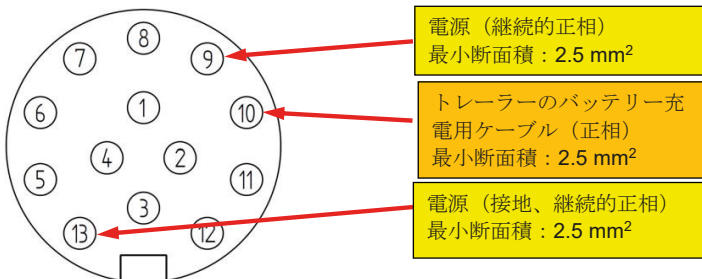 8
7
9
6
1
10
4
2
5
11
3
13
12
電源（継続的正相）
最小断面積：2.5 mm²
トレーラーのバッテリー充
電用ケーブル（正相）
最小断面積：2.5 mm²
電源（接地、継続的正相）
最小断面積：2.5 mm²